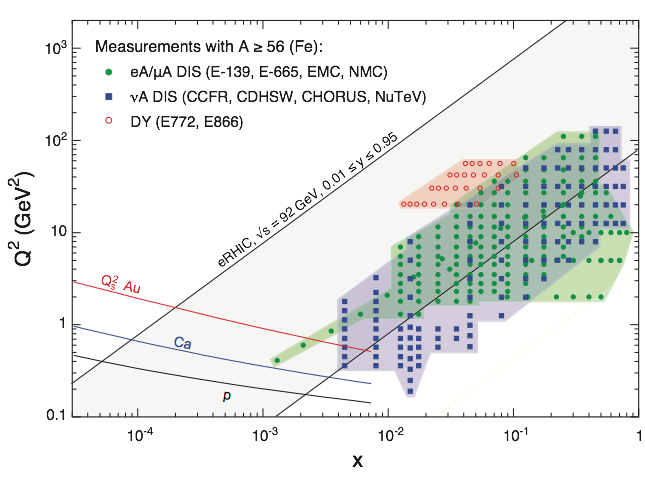 Measurements with A ≥ 56 (Fe):
eA/μA DIS (E-139, E-665, EMC, NMC)
νA DIS (CCFR, CDHSW, CHORUS, NuTeV)
DY (E772, E866)
eRHIC, √s = 92 GeV, 0.01 ≤ y ≤ 0.95
Q² (GeV²)
10³
10²
10
1
0.1
Qₛ² Au
Ca
p
10⁻⁴
10⁻³
10⁻²
10⁻¹
1
x